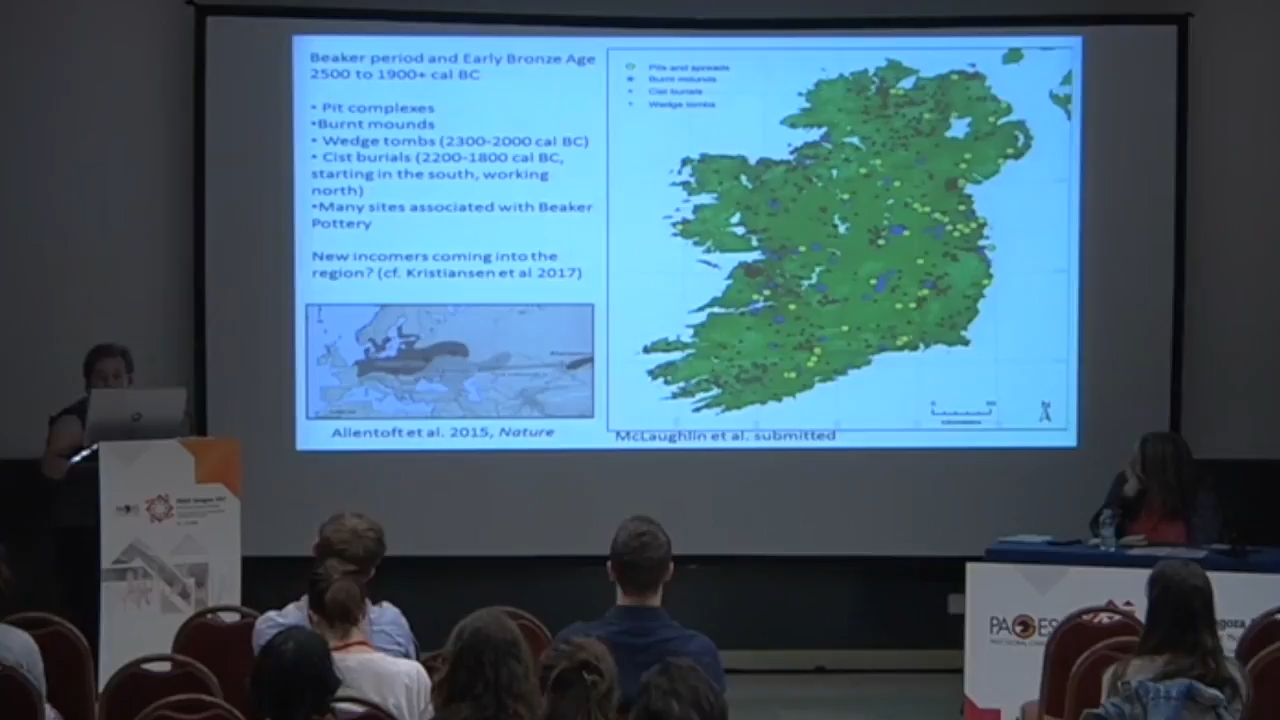 Beaker period and Early Bronze Age
2500 to 1900+ cal BC
• Pit complexes
•Burnt mounds
• Wedge tombs (2300-2000 cal BC)
• Cist burials (2200-1800 cal BC,
starting in the south, working
north)
•Many sites associated with Beaker
Pottery
New incomers coming into the
region? (cf. Kristiansen et al 2017)
Allentoft et al. 2015, Nature
Pits and spreads
Burnt mounds
Cist burials
Wedge tombs
McLaughlin et al. submitted